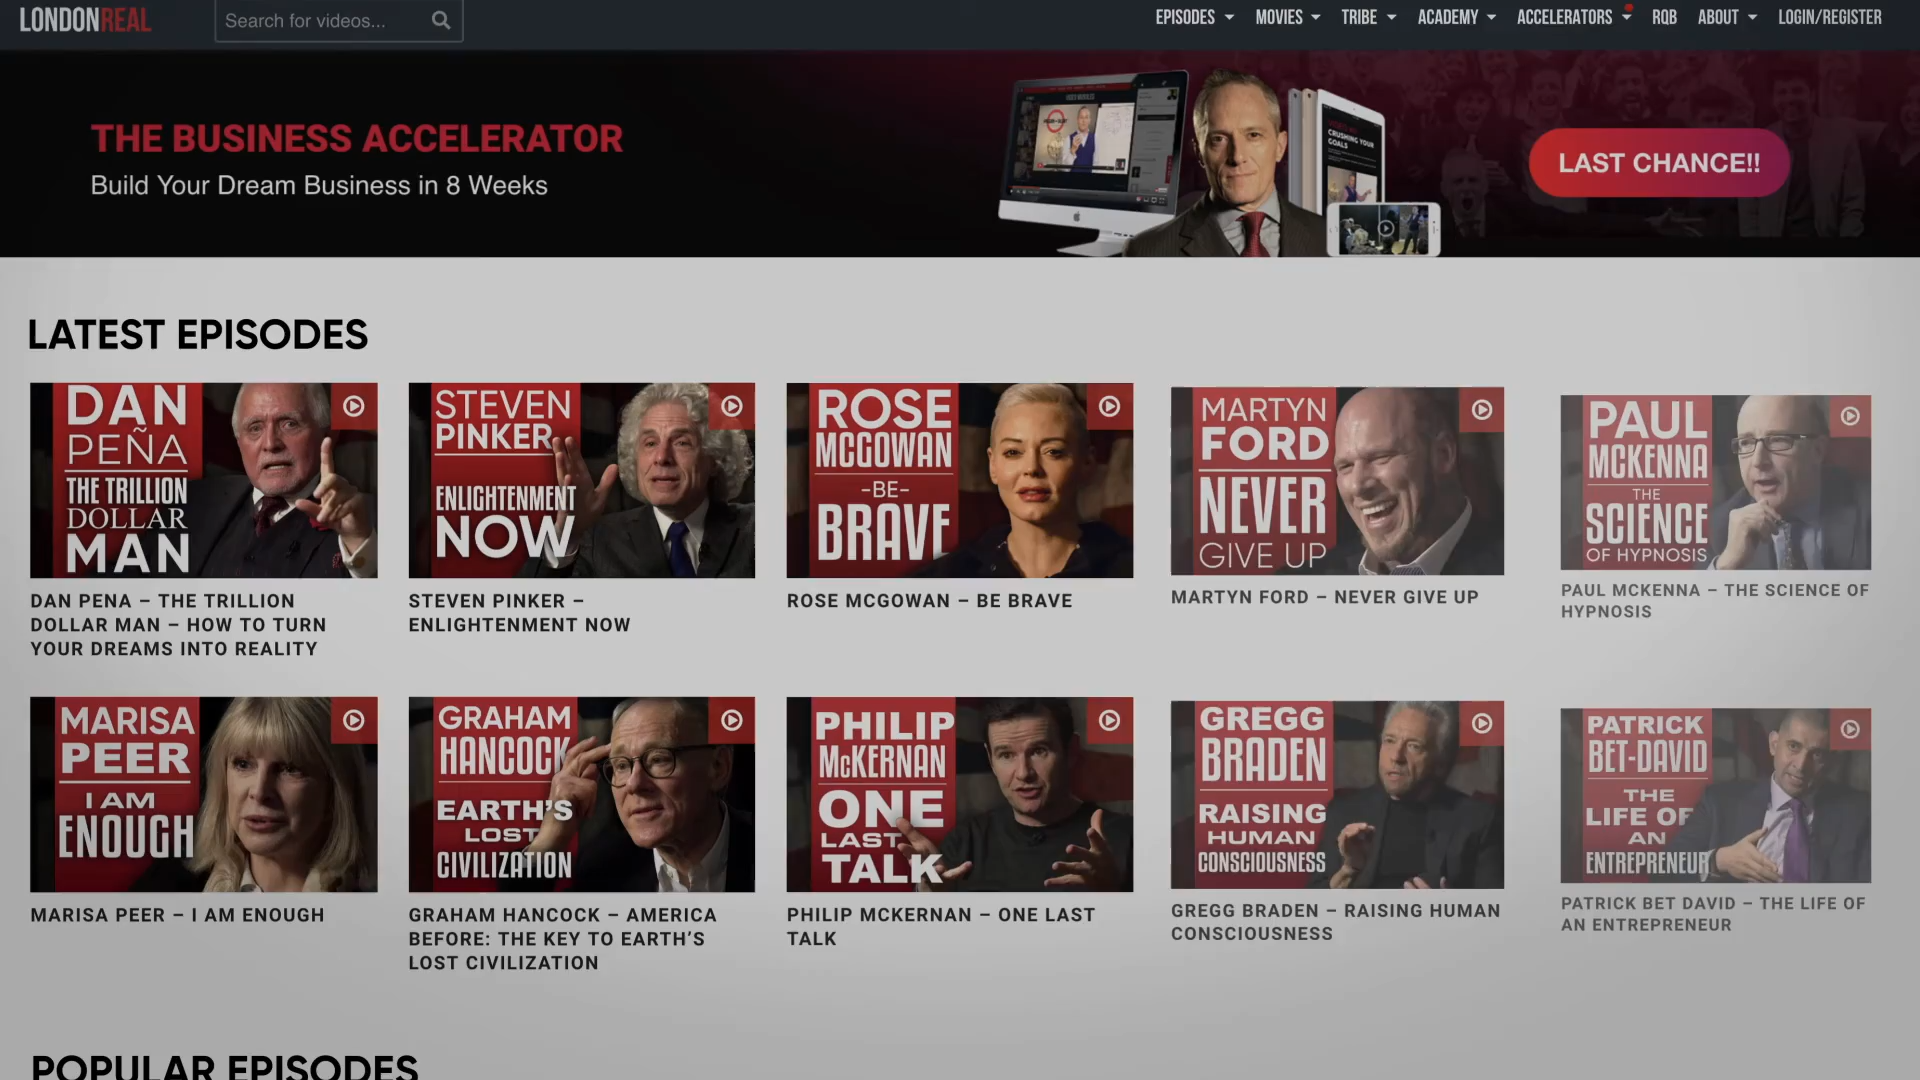 LONDONREAL
Search for videos...
EPISODES
MOVIES
TRIBE
ACADEMY
ACCELERATORS
RQB
ABOUT
LOGIN/REGISTER
THE BUSINESS ACCELERATOR
Build Your Dream Business in 8 Weeks
CRUSHING YOUR
GOALS
LAST CHANCE!!
LATEST EPISODES
DAN
PEÑA
THE TRILLION
DOLLAR
MAN
DAN PENA – THE TRILLION
DOLLAR MAN – HOW TO TURN
YOUR DREAMS INTO REALITY
STEVEN
PINKER
ENLIGHTENMENT
NOW
STEVEN PINKER –
ENLIGHTENMENT NOW
ROSE
MCGOWAN
-BE-
BRAVE
ROSE MCGOWAN – BE BRAVE
MARTYN
FORD
NEVER
GIVE UP
MARTYN FORD – NEVER GIVE UP
PAUL
MCKENNA
THE
SCIENCE
OF HYPNOSIS
PAUL MCKENNA – THE SCIENCE OF
HYPNOSIS
MARISA
PEER
I AM
ENOUGH
MARISA PEER – I AM ENOUGH
GRAHAM
HANCOCK
EARTH'S
LOST
CIVILIZATION
GRAHAM HANCOCK – AMERICA
BEFORE: THE KEY TO EARTH'S
LOST CIVILIZATION
PHILIP
McKERNAN
ONE
LAST
TALK
PHILIP MCKERNAN – ONE LAST
TALK
GREGG
BRADEN
RAISING
HUMAN
CONSCIOUSNESS
GREGG BRADEN – RAISING HUMAN
CONSCIOUSNESS
PATRICK
BET-DAVID
THE
LIFE OF
AN
ENTREPRENEUR
PATRICK BET DAVID – THE LIFE OF
AN ENTREPRENEUR
POPULAR EPISODES